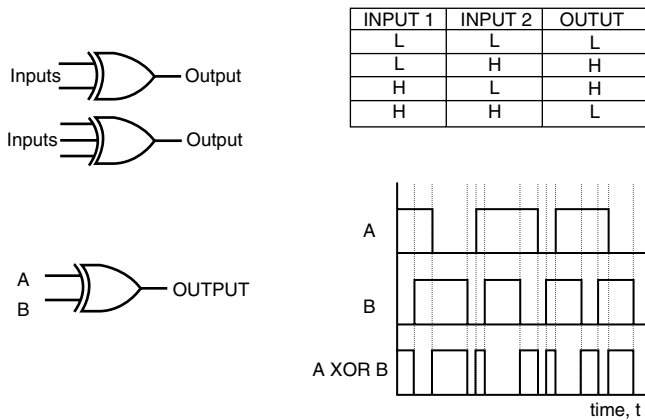 Inputs Output
Inputs Output
INPUT 1 INPUT 2 OUTUT
L L L
L H H
H L H
H H L
A
B OUTPUT
A
B
A XOR B
time, t